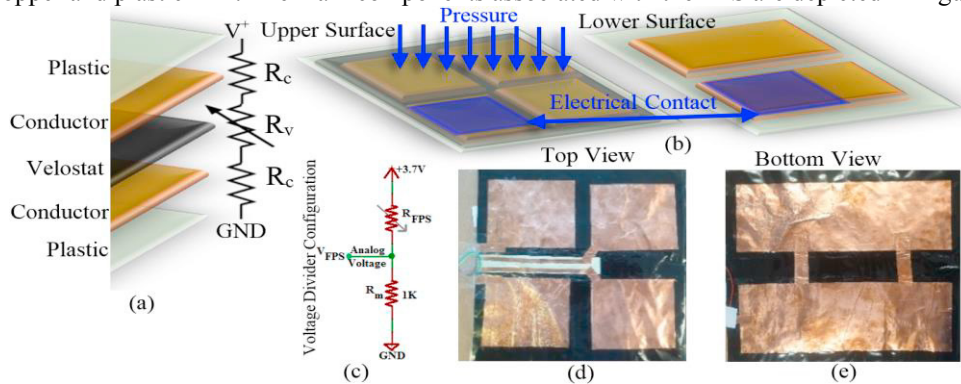 Upper Surface
Pressure
Lower Surface
V+
Plastic
Rc
Conductor
Rv
Electrical Contact
Velostat
(b)
Rc
Conductor
GND
Plastic
(a)
Voltage Divider Configuration
+3.7V
RFPS
VFPS
Analog
Voltage
Rm
1K
GND
(c)
Top View
(d)
Bottom View
(e)